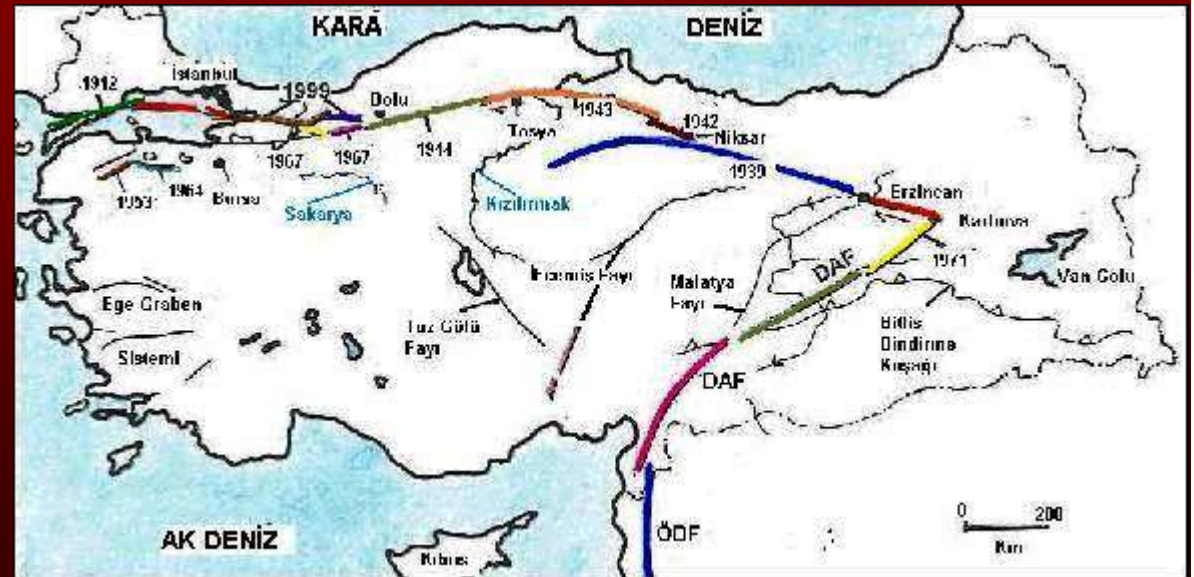 KARA DENİZ
İstanbul
1912
1999
Bolu
1943
1942
Tosya
Niksar
1967
1967
1944
1939
1953
1964
Bursa
Sakarya
Kızılırmak
Erzincan
Karlıova
1971
DAF
Van Gölü
Ecemiş Fayı
Malatya
Fayı
Ege Graben
Sistemi
Tuz Gölü
Fayı
Bitlis
Bindirme
Kuşağı
DAF
AK DENİZ
Kıbrıs
ÖDF
0 200
Km